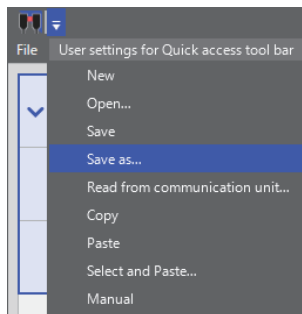 File User settings for Quick access tool bar
New
Open...
Save
Save as...
Read from communication unit...
Copy
Paste
Select and Paste...
Manual